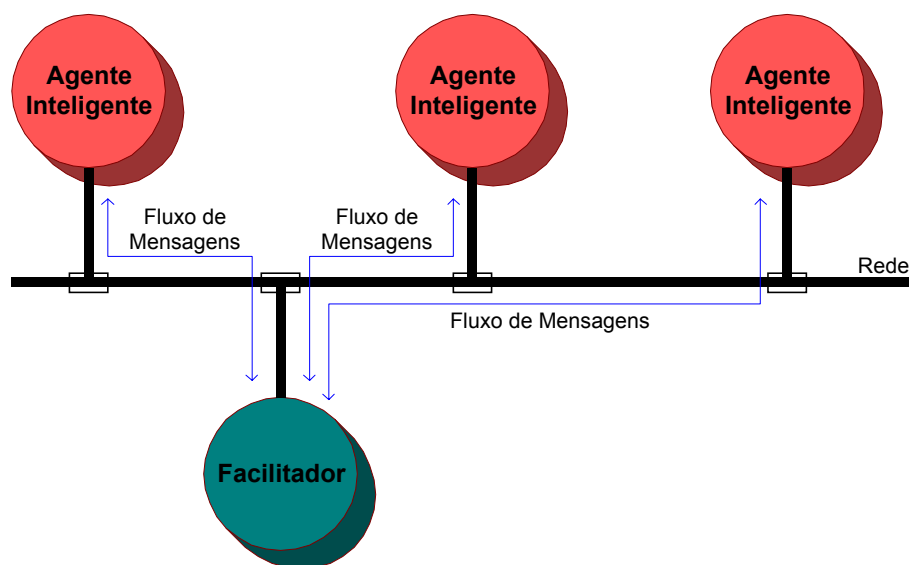 Agente
Inteligente
Agente
Inteligente
Agente
Inteligente
Fluxo de
Mensagens
Fluxo de
Mensagens
Rede
Fluxo de Mensagens
Facilitador